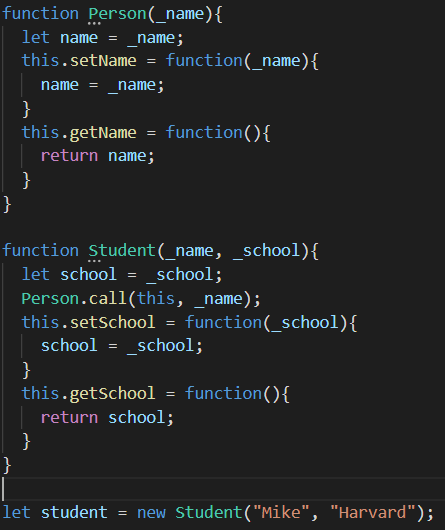 function Person(_name){
  let name = _name;
  this.setName = function(_name){
    name = _name;
  }
  this.getName = function(){
    return name;
  }
}

function Student(_name, _school){
  let school = _school;
  Person.call(this, _name);
  this.setSchool = function(_school){
    school = _school;
  }
  this.getSchool = function(){
    return school;
  }
}

let student = new Student("Mike", "Harvard");